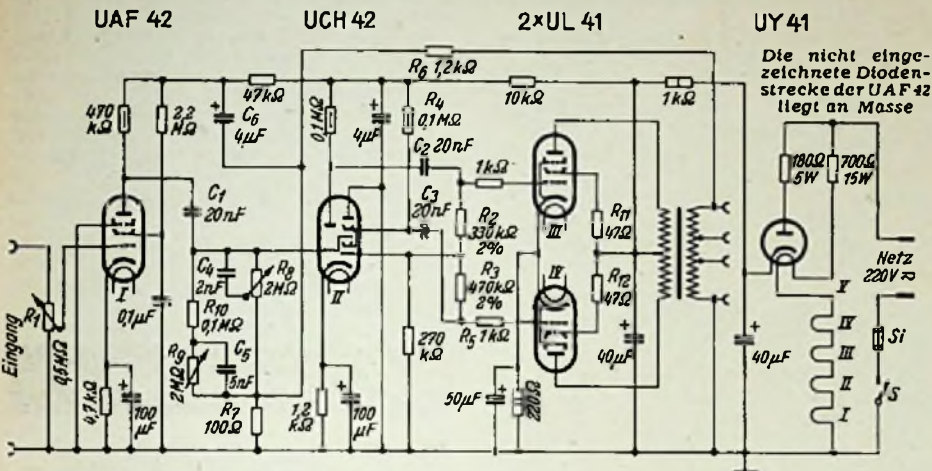 UAF 42
UCH 42
2×UL 41
UY 41
Die nicht einge-
zeichnete Dioden-
strecke der UAF 42
liegt an Masse
R6 1,2kΩ
47kΩ
10kΩ
1kΩ
470
kΩ
2,2
MΩ
C6
4µF
0,1MΩ
4µF
R4
0,1MΩ
C2 20nF
1kΩ
180Ω
5W
700Ω
15W
C1
20nF
C3
20nF
R2
330kΩ
2%
III
R11
47Ω
I
C4
2nF
R8
2MΩ
II
R3
470kΩ
2%
IV
R12
47Ω
Netz
220V
R1
0,5MΩ
0,1µF
R10
0,1MΩ
R5 1kΩ
V
IV
III
II
I
Eingang
R9
2MΩ
C5
5nF
270
kΩ
40µF
40µF
Si
4,7kΩ
100
µF
R7
100Ω
1,2
kΩ
100
µF
50µF
220Ω
S